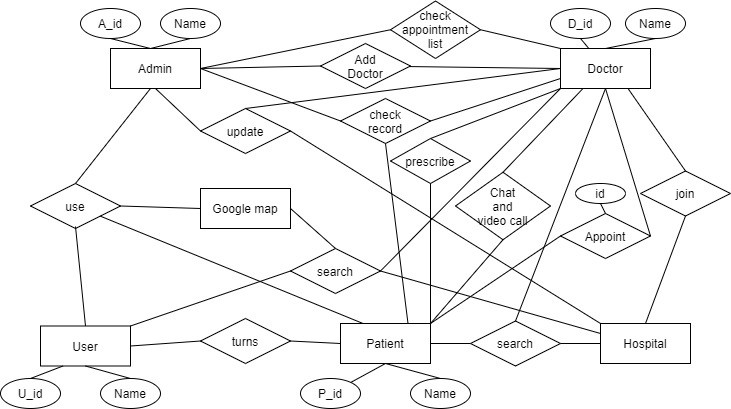 check
appointment
list
A_id
Name
D_id
Name
Admin
Add
Doctor
Doctor
check
record
update
prescribe
Chat
and
video call
id
join
use
Google map
Appoint
search
User
turns
Patient
search
Hospital
U_id
Name
P_id
Name